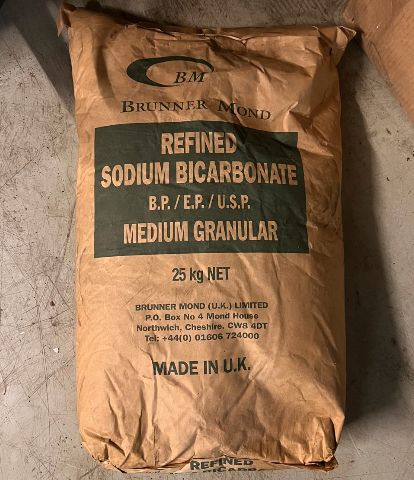 BM
BRUNNER MOND
REFINED
SODIUM BICARBONATE
B.P. / E.P. / U.S.P.
MEDIUM GRANULAR
25 kg NET
BRUNNER MOND (U.K.) LIMITED
P.O. Box No 4 Mond House
Northwich, Cheshire. CW8 4DT
Tel: +44(0) 01606 724000
MADE IN U.K.
REFINED